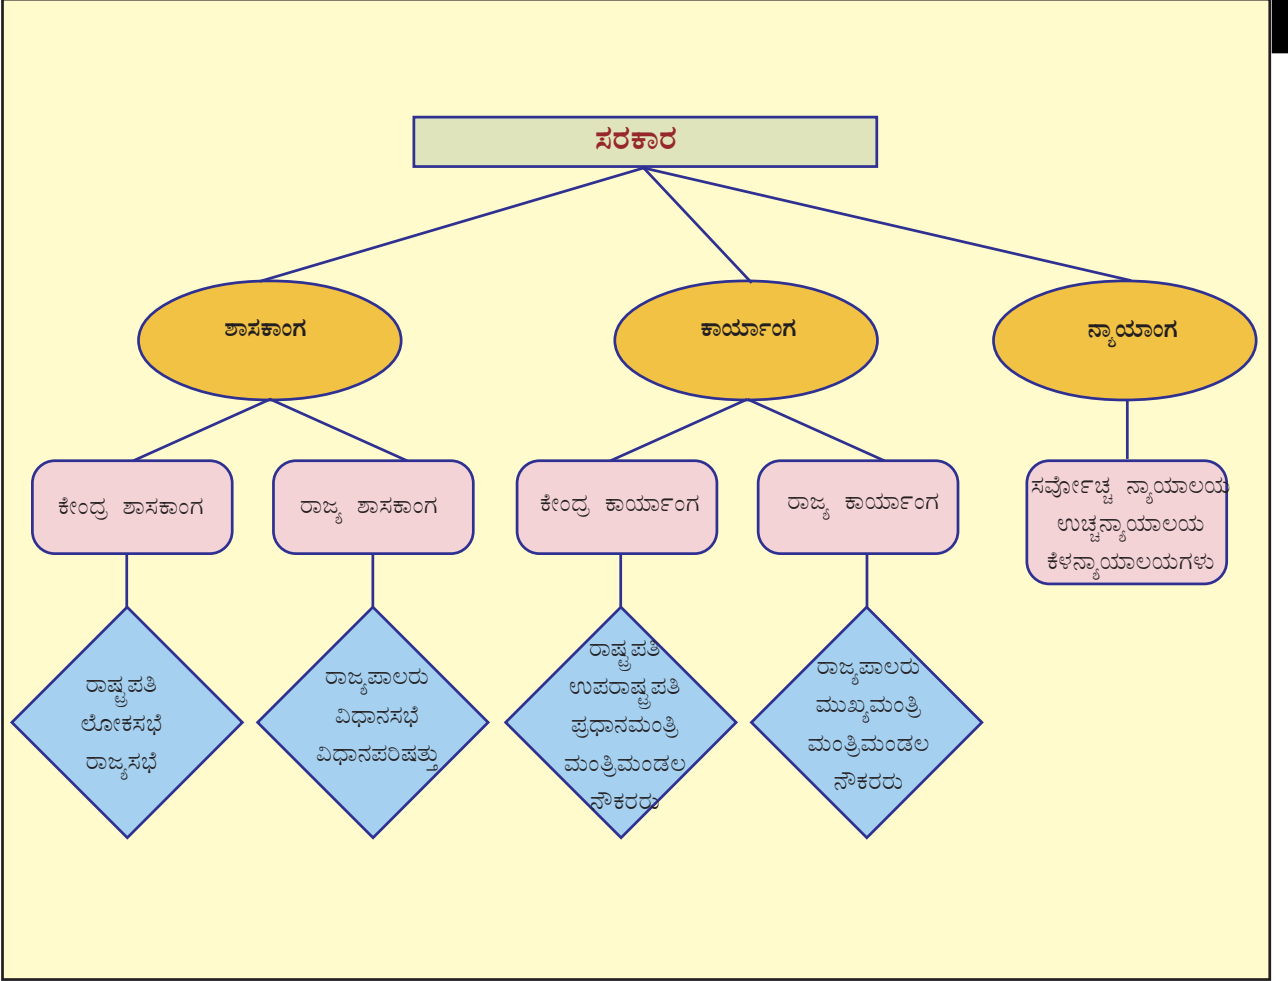 ಸರಕಾರ
ಶಾಸಕಾಂಗ
ಕಾರ್ಯಾಂಗ
ನ್ಯಾಯಾಂಗ
ಕೇಂದ್ರ ಶಾಸಕಾಂಗ
ರಾಜ್ಯ ಶಾಸಕಾಂಗ
ಕೇಂದ್ರ ಕಾರ್ಯಾಂಗ
ರಾಜ್ಯ ಕಾರ್ಯಾಂಗ
ಸರ್ವೋಚ್ಚ ನ್ಯಾಯಾಲಯ
ಉಚ್ಚನ್ಯಾಯಾಲಯ
ಕೆಳನ್ಯಾಯಾಲಯಗಳು
ರಾಷ್ಟ್ರಪತಿ
ಲೋಕಸಭೆ
ರಾಜ್ಯಸಭೆ
ರಾಜ್ಯಪಾಲರು
ವಿಧಾನಸಭೆ
ವಿಧಾನಪರಿಷತ್ತು
ರಾಷ್ಟ್ರಪತಿ
ಉಪರಾಷ್ಟ್ರಪತಿ
ಪ್ರಧಾನಮಂತ್ರಿ
ಮಂತ್ರಿಮಂಡಲ
ನೌಕರರು
ರಾಜ್ಯಪಾಲರು
ಮುಖ್ಯಮಂತ್ರಿ
ಮಂತ್ರಿಮಂಡಲ
ನೌಕರರು